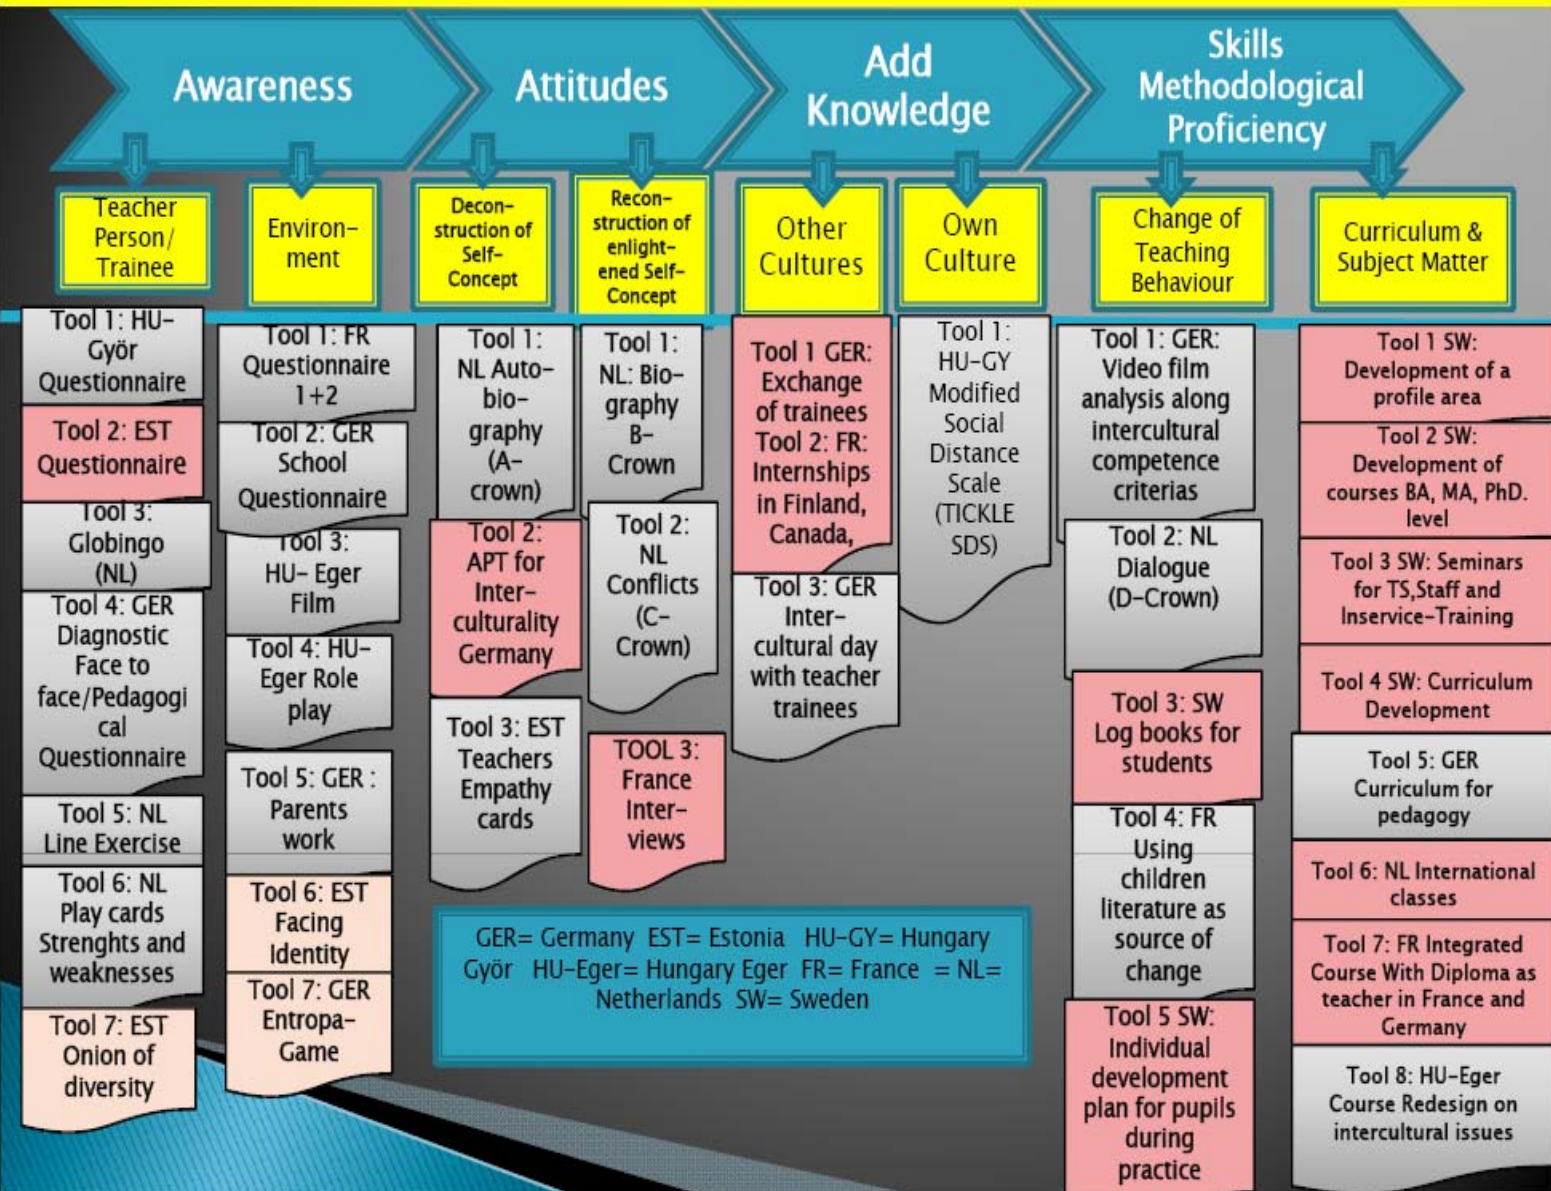 Awareness
Attitudes
Add
Knowledge
Skills
Methodological
Proficiency
Teacher
Person/
Trainee
Environ-
ment
Decon-
struction of
Self-
Concept
Recon-
struction of
enlight-
ened Self-
Concept
Other
Cultures
Own
Culture
Change of
Teaching
Behaviour
Curriculum &
Subject Matter
Tool 1: HU-
Györ
Questionnaire
Tool 2: EST
Questionnaire
Tool 3:
Globingo
(NL)
Tool 4: GER
Diagnostic
Face to
face/Pedagogi
cal
Questionnaire
Tool 5: NL
Line Exercise
Tool 6: NL
Play cards
Strenghts and
weaknesses
Tool 7: EST
Onion of
diversity
Tool 1: FR
Questionnaire
1+2
Tool 2: GER
School
Questionnaire
Tool 3:
HU- Eger
Film
Tool 4: HU-
Eger Role
play
Tool 5: GER :
Parents
work
Tool 6: EST
Facing
Identity
Tool 7: GER
Entropa-
Game
Tool 1:
NL Auto-
bio-
graphy
(A-
crown)
Tool 2:
APT for
Inter-
culturality
Germany
Tool 3: EST
Teachers
Empathy
cards
Tool 1:
NL: Bio-
graphy
B-
Crown
Tool 2:
NL
Conflicts
(C-
Crown)
TOOL 3:
France
Inter-
views
Tool 1 GER:
Exchange
of trainees
Tool 2: FR:
Internships
in Finland,
Canada,
Tool 3: GER
Inter-
cultural day
with teacher
trainees
Tool 1:
HU-GY
Modified
Social
Distance
Scale
(TICKLE
SDS)
Tool 1: GER:
Video film
analysis along
intercultural
competence
criterias
Tool 2: NL
Dialogue
(D-Crown)
Tool 3: SW
Log books for
students
Tool 4: FR
Using
children
literature as
source of
change
Tool 5 SW:
Individual
development
plan for pupils
during
practice
Tool 1 SW:
Development of a
profile area
Tool 2 SW:
Development of
courses BA, MA, PhD.
level
Tool 3 SW: Seminars
for TS,Staff and
Inservice-Training
Tool 4 SW: Curriculum
Development
Tool 5: GER
Curriculum for
pedagogy
Tool 6: NL International
classes
Tool 7: FR Integrated
Course With Diploma as
teacher in France and
Germany
Tool 8: HU-Eger
Course Redesign on
intercultural issues
GER= Germany EST= Estonia HU-GY= Hungary
Györ HU-Eger= Hungary Eger FR= France = NL=
Netherlands SW= Sweden